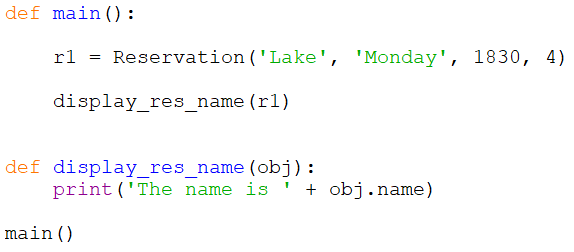 def main():
    r1 = Reservation('Lake', 'Monday', 1830, 4)
    display_res_name(r1)
def display_res_name(obj):
    print('The name is ' + obj.name)
main()